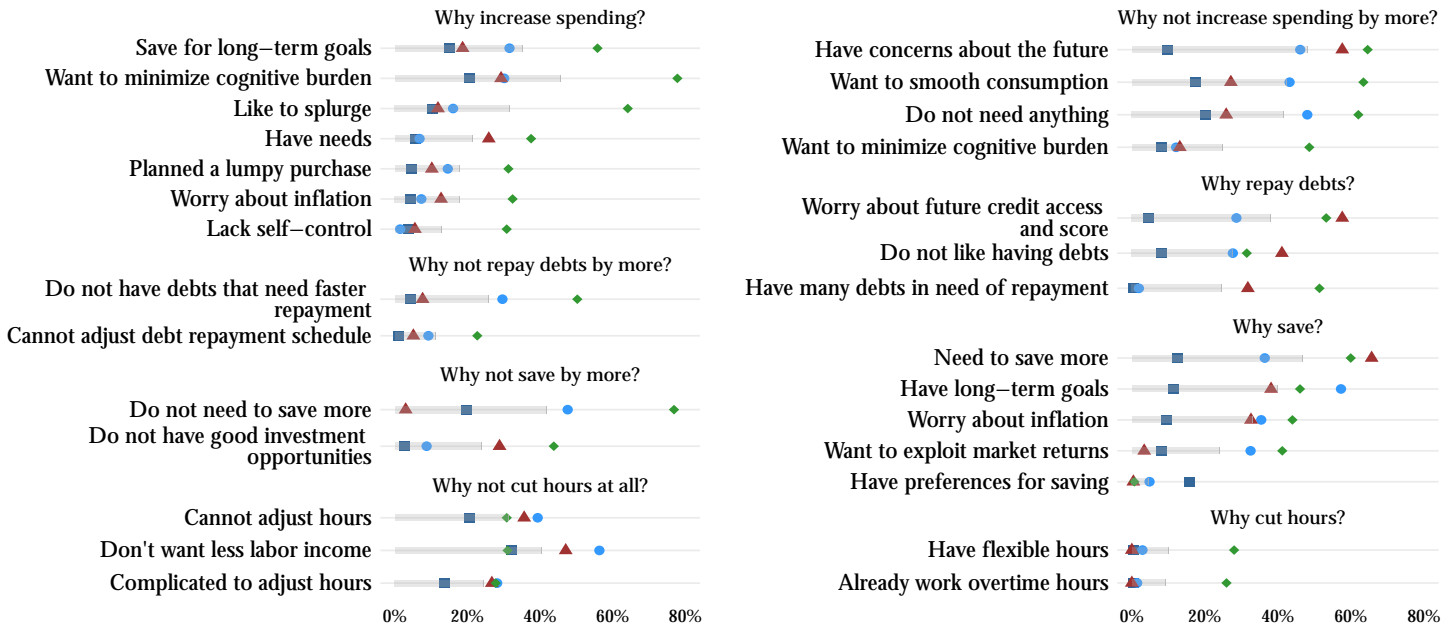 Why increase spending?
Save for long−term goals
Want to minimize cognitive burden
Like to splurge
Have needs
Planned a lumpy purchase
Worry about inflation
Lack self−control
Why not repay debts by more?
Do not have debts that need faster
repayment
Cannot adjust debt repayment schedule
Why not save by more?
Do not need to save more
Do not have good investment
opportunities
Why not cut hours at all?
Cannot adjust hours
Don't want less labor income
Complicated to adjust hours
0% 20% 40% 60% 80%
Why not increase spending by more?
Have concerns about the future
Want to smooth consumption
Do not need anything
Want to minimize cognitive burden
Why repay debts?
Worry about future credit access
and score
Do not like having debts
Have many debts in need of repayment
Why save?
Need to save more
Have long−term goals
Worry about inflation
Want to exploit market returns
Have preferences for saving
Why cut hours?
Have flexible hours
Already work overtime hours
0% 20% 40% 60% 80%